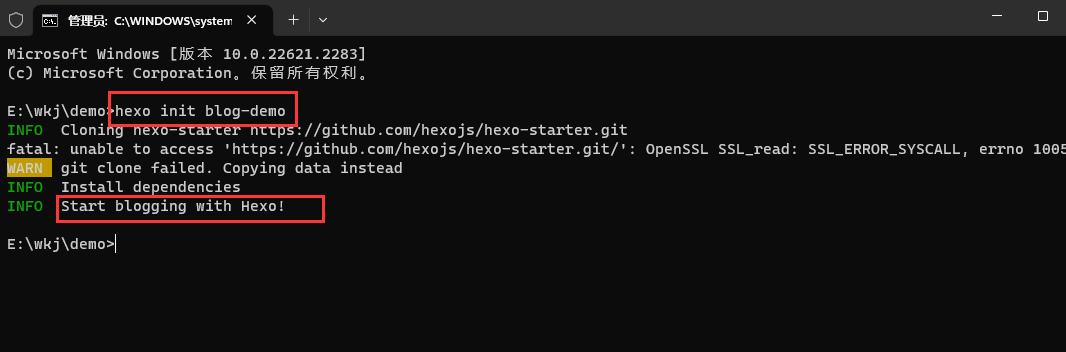 管理员: C:\WINDOWS\system
Microsoft Windows [版本 10.0.22621.2283]
(c) Microsoft Corporation。保留所有权利。
E:\wkj\demo>hexo init blog-demo
INFO  Cloning hexo-starter https://github.com/hexojs/hexo-starter.git
fatal: unable to access 'https://github.com/hexojs/hexo-starter.git/': OpenSSL SSL_read: SSL_ERROR_SYSCALL, errno 1005
WARN  git clone failed. Copying data instead
INFO  Install dependencies
INFO  Start blogging with Hexo!
E:\wkj\demo>